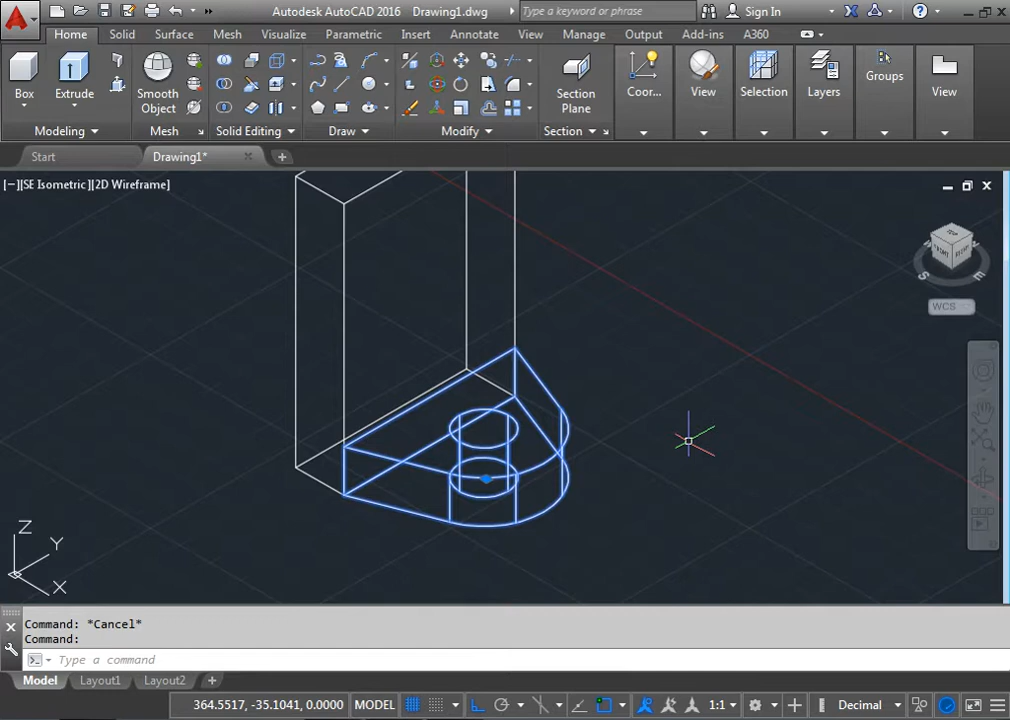 Autodesk AutoCAD 2016 Drawing1.dwg Type a keyword or phrase Sign In
Home Solid Surface Mesh Visualize Parametric Insert Annotate View Manage Output Add-ins A360
Box Extrude Smooth Object Section Plane Coor... View Selection Layers Groups View
Modeling Mesh Solid Editing Draw Modify Section
Start Drawing1*
[−][SE Isometric][2D Wireframe]
TOP
FRONT RIGHT
S E
WCS
Z
Y
X
Command: *Cancel*
Command:
Type a command
Model Layout1 Layout2 +
364.5517, -35.1041, 0.0000 MODEL 1:1 Decimal